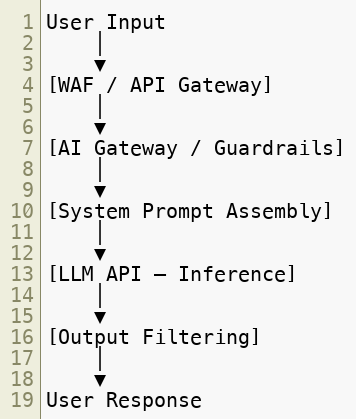 1 User Input
2 │
3 ▼
4 [WAF / API Gateway]
5 │
6 ▼
7 [AI Gateway / Guardrails]
8 │
9 ▼
10 [System Prompt Assembly]
11 │
12 ▼
13 [LLM API — Inference]
14 │
15 ▼
16 [Output Filtering]
17 │
18 ▼
19 User Response